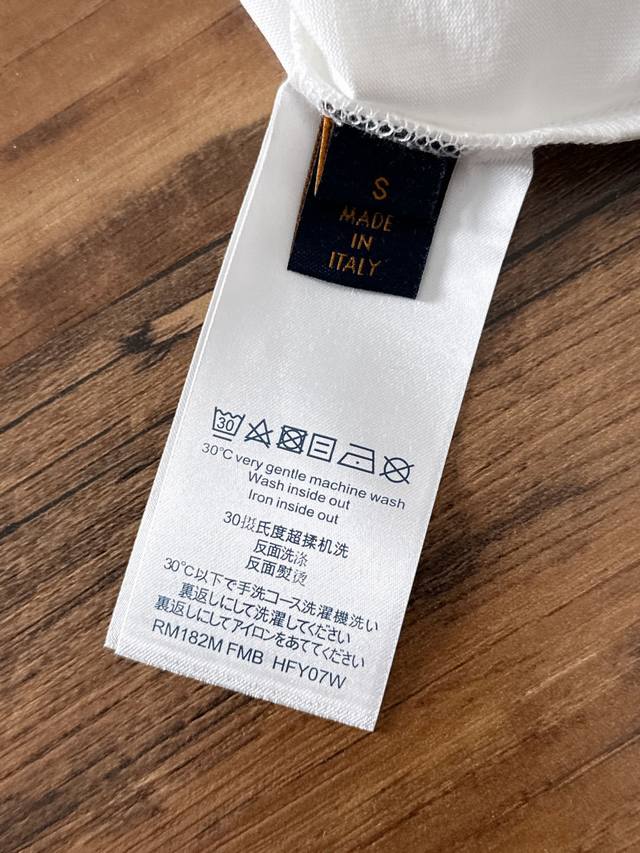 S
MADE
IN
ITALY
30
30°C very gentle machine wash
Wash inside out
Iron inside out
30摄氏度超揉机洗
反面洗涤
反面熨烫
30℃以下で手洗コース洗濯機洗い
裏返しにして洗濯してください
裏返しにしてアイロンをあててください
RM182M FMB HFY07W